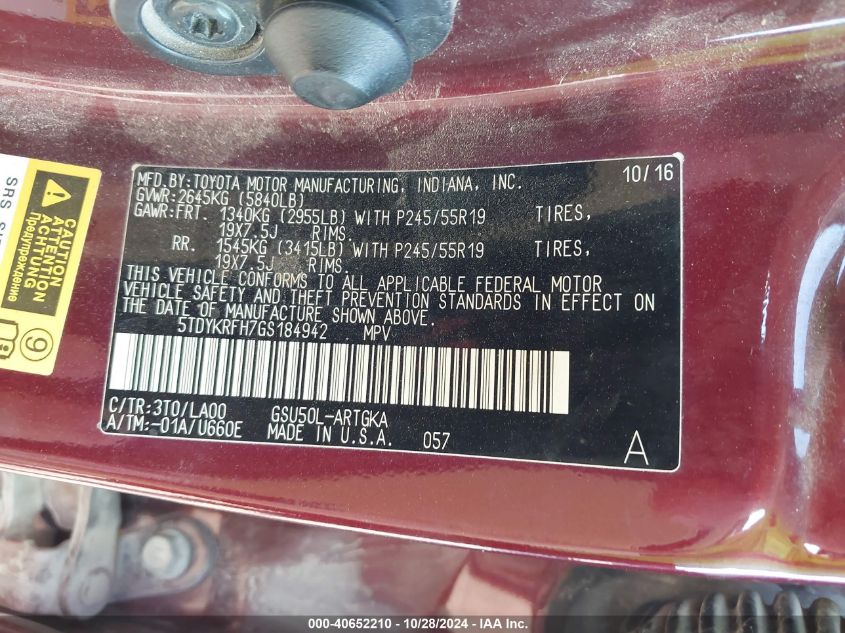 MFD.BY:TOYOTA MOTOR MANUFACTURING, INDIANA, INC. 10/16
GVWR:2645KG (5840LB)
GAWR:FRT. 1340KG (2955LB) WITH P245/55R19 TIRES,
19X7.5J RIMS.
RR. 1545KG (3415LB) WITH P245/55R19 TIRES,
19X7.5J RIMS.
THIS VEHICLE CONFORMS TO ALL APPLICABLE FEDERAL MOTOR
VEHICLE SAFETY AND THEFT PREVENTION STANDARDS IN EFFECT ON
THE DATE OF MANUFACTURE SHOWN ABOVE.
5TDYKRFH7GS184942 MPV
C/TR:3T0/LA00 GSU50L-ARTGKA
A/TM:-01A/U660E MADE IN U.S.A. 057
A
CAUTION
ACHTUNG
Предупреждение
9
SRS
000-40652210 - 10/28/2024 - IAA Inc.